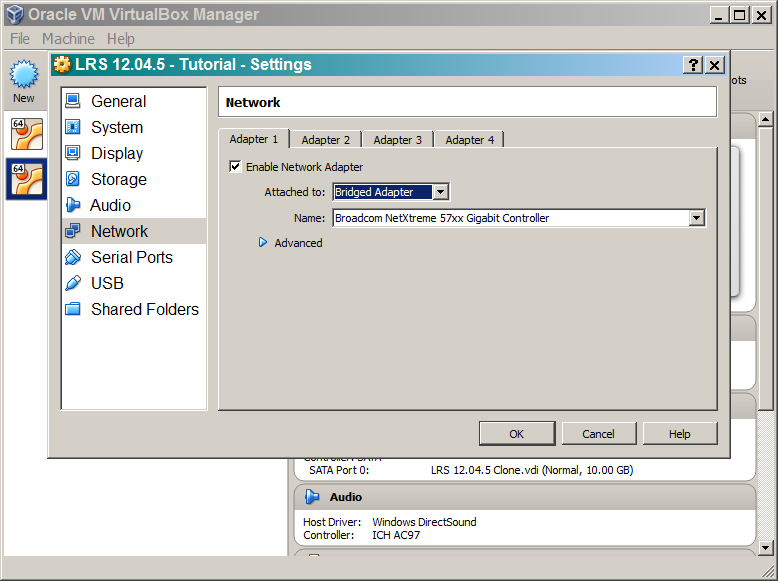 Oracle VM VirtualBox Manager
File Machine Help
LRS 12.04.5 - Tutorial - Settings
New
64
64
General
System
Display
Storage
Audio
Network
Serial Ports
USB
Shared Folders
Network
Adapter 1 Adapter 2 Adapter 3 Adapter 4
Enable Network Adapter
Attached to: Bridged Adapter
Name: Broadcom NetXtreme 57xx Gigabit Controller
Advanced
OK Cancel Help
SATA Port 0: LRS 12.04.5 Clone.vdi (Normal, 10.00 GB)
Audio
Host Driver: Windows DirectSound
Controller: ICH AC97